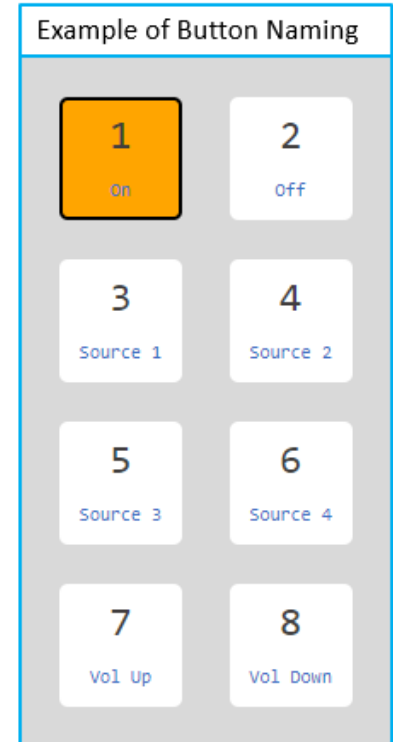 Example of Button Naming
1 2
On Off
3 4
Source 1 Source 2
5 6
Source 3 Source 4
7 8
Vol Up Vol Down